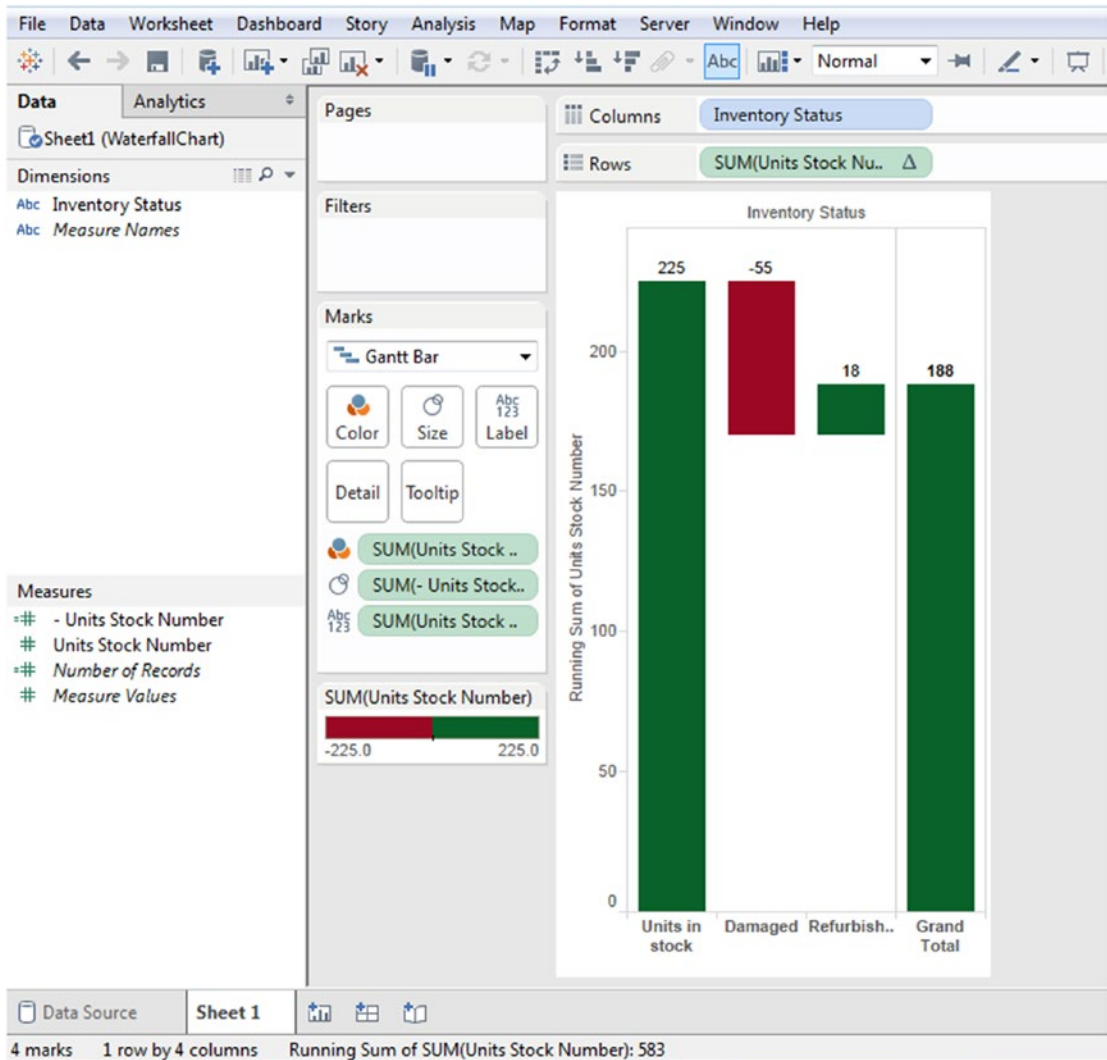 File Data Worksheet Dashboard Story Analysis Map Format Server Window Help
Abc Normal
Data Analytics
Sheet1 (WaterfallChart)
Dimensions
Abc Inventory Status
Abc Measure Names
Measures
- Units Stock Number
Units Stock Number
Number of Records
Measure Values
Pages
Filters
Marks
Gantt Bar
Color Size Abc 123 Label
Detail Tooltip
SUM(Units Stock ..
SUM(- Units Stock..
Abc 123 SUM(Units Stock ..
SUM(Units Stock Number)
-225.0 225.0
Columns Inventory Status
Rows SUM(Units Stock Nu.. Δ
Inventory Status
225 -55
200
18 188
150
100
50
0
Running Sum of Units Stock Number
Units in stock Damaged Refurbish.. Grand Total
Data Source Sheet 1
4 marks 1 row by 4 columns Running Sum of SUM(Units Stock Number): 583